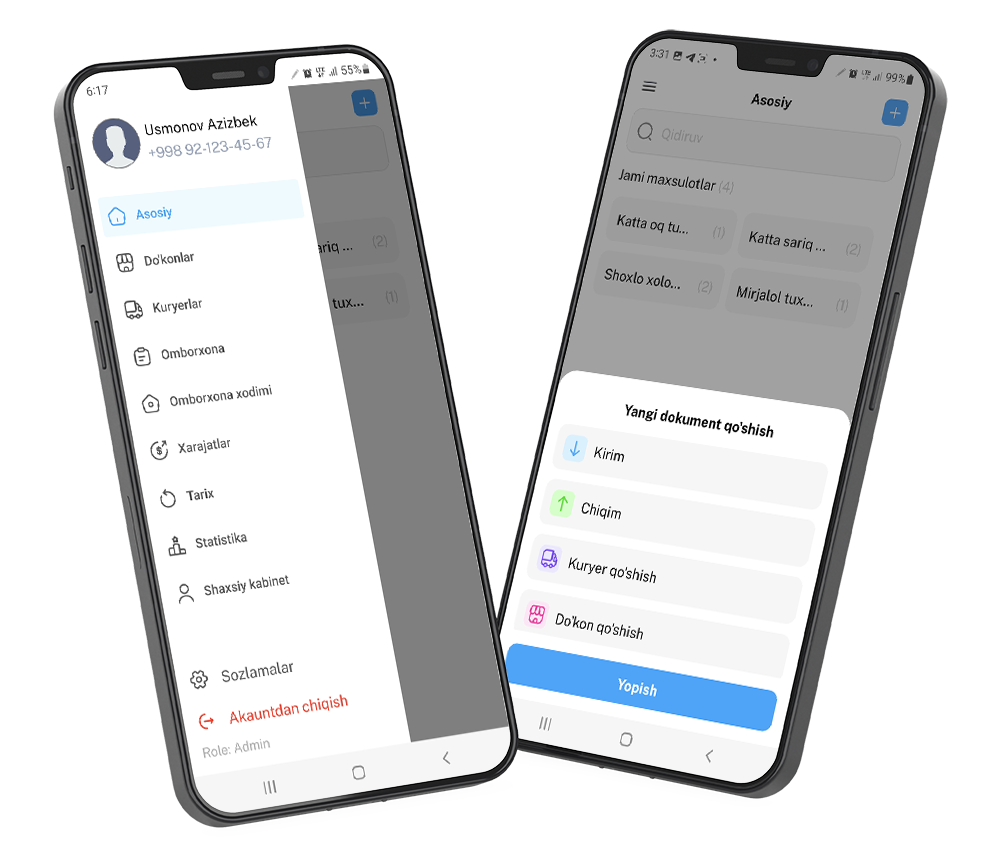 6:17
55%
Usmonov Azizbek
+998 92-123-45-67
Asosiy
Do'konlar
Kuryerlar
Omborxona
Omborxona xodimi
Xarajatlar
Tarix
Statistika
Shaxsiy kabinet
Sozlamalar
Akauntdan chiqish
Role: Admin
ariq ... (2)
tux... (1)
3:31
LTE 99%
Asosiy
Qidiruv
Jami maxsulotlar (4)
Katta oq tu... (1)
Katta sariq ... (2)
Shoxlo xolo... (2)
Mirjalol tux... (1)
Yangi dokument qo'shish
Kirim
Chiqim
Kuryer qo'shish
Do'kon qo'shish
Yopish